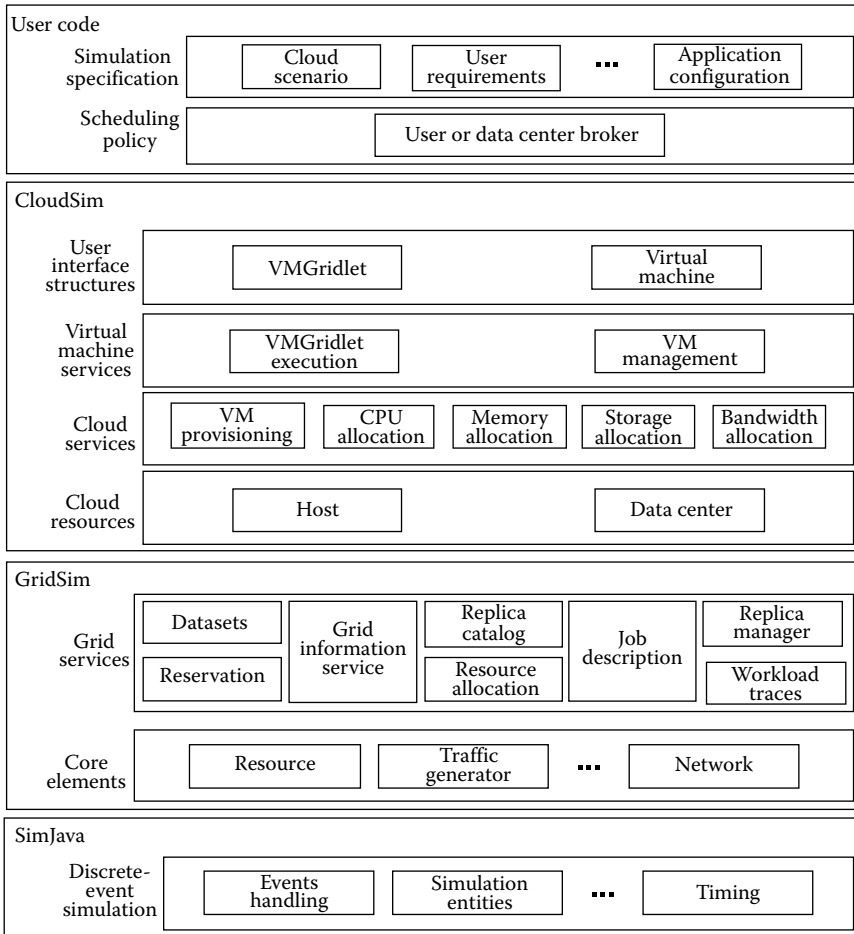 User code
Simulation
specification
Cloud
scenario
User
requirements
...
Application
configuration
Scheduling
policy
User or data center broker
CloudSim
User
interface
structures
VMGridlet
Virtual
machine
Virtual
machine
services
VMGridlet
execution
VM
management
Cloud
services
VM
provisioning
CPU
allocation
Memory
allocation
Storage
allocation
Bandwidth
allocation
Cloud
resources
Host
Data center
GridSim
Grid
services
Datasets
Reservation
Grid
information
service
Replica
catalog
Resource
allocation
Job
description
Replica
manager
Workload
traces
Core
elements
Resource
Traffic
generator
...
Network
SimJava
Discrete-
event
simulation
Events
handling
Simulation
entities
...
Timing